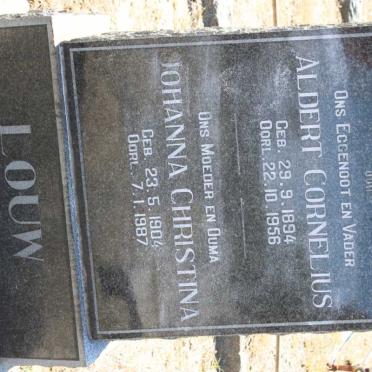 ONS EGGENOOT EN VADER
ALDERT CORNELIUS
GEB. 29.9.1894
OORL. 22.10.1956
ONS MOEDER EN OUMA
JOHANNA CHRISTINA
GEB. 23.5.1904
OORL. 7.1.1987
LOUW